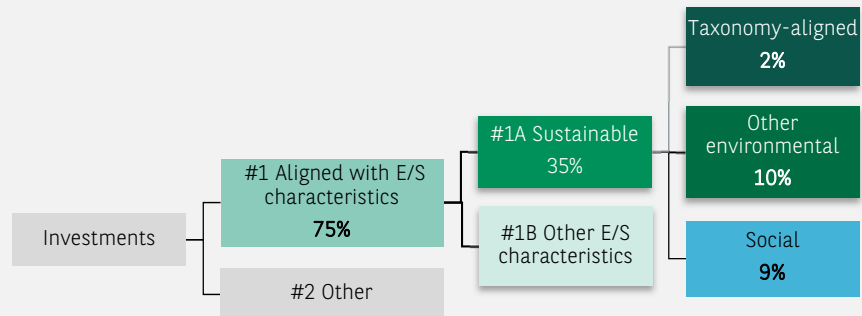 Investments
#1 Aligned with E/S
characteristics
75%
#2 Other
#1A Sustainable
35%
#1B Other E/S
characteristics
Taxonomy-aligned
2%
Other
environmental
10%
Social
9%